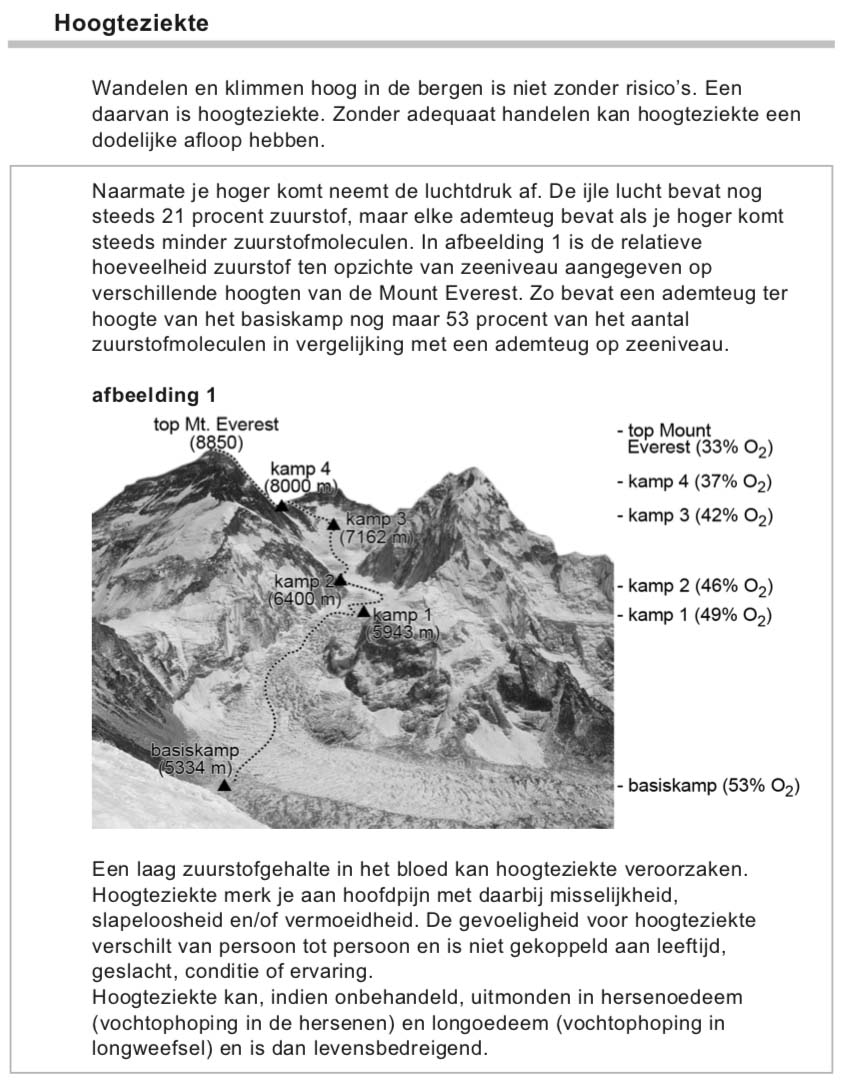 Hoogteziekte
Wandelen en klimmen hoog in de bergen is niet zonder risico's. Een
daarvan is hoogteziekte. Zonder adequaat handelen kan hoogteziekte een
dodelijke afloop hebben.
Naarmate je hoger komt neemt de luchtdruk af. De ijle lucht bevat nog
steeds 21 procent zuurstof, maar elke ademteug bevat als je hoger komt
steeds minder zuurstofmoleculen. In afbeelding 1 is de relatieve
hoeveelheid zuurstof ten opzichte van zeeniveau aangegeven op
verschillende hoogten van de Mount Everest. Zo bevat een ademteug ter
hoogte van het basiskamp nog maar 53 procent van het aantal
zuurstofmoleculen in vergelijking met een ademteug op zeeniveau.
afbeelding 1
top Mt. Everest
(8850)
kamp 4
(8000 m)
kamp 3
(7162 m)
kamp 2
(6400 m)
kamp 1
(5943 m)
basiskamp
(5334 m)
- top Mount
Everest (33% O₂)
- kamp 4 (37% O₂)
- kamp 3 (42% O₂)
- kamp 2 (46% O₂)
- kamp 1 (49% O₂)
- basiskamp (53% O₂)
Een laag zuurstofgehalte in het bloed kan hoogteziekte veroorzaken.
Hoogteziekte merk je aan hoofdpijn met daarbij misselijkheid,
slapeloosheid en/of vermoeidheid. De gevoeligheid voor hoogteziekte
verschilt van persoon tot persoon en is niet gekoppeld aan leeftijd,
geslacht, conditie of ervaring.
Hoogteziekte kan, indien onbehandeld, uitmonden in hersenoedeem
(vochtophoping in de hersenen) en longoedeem (vochtophoping in
longweefsel) en is dan levensbedreigend.